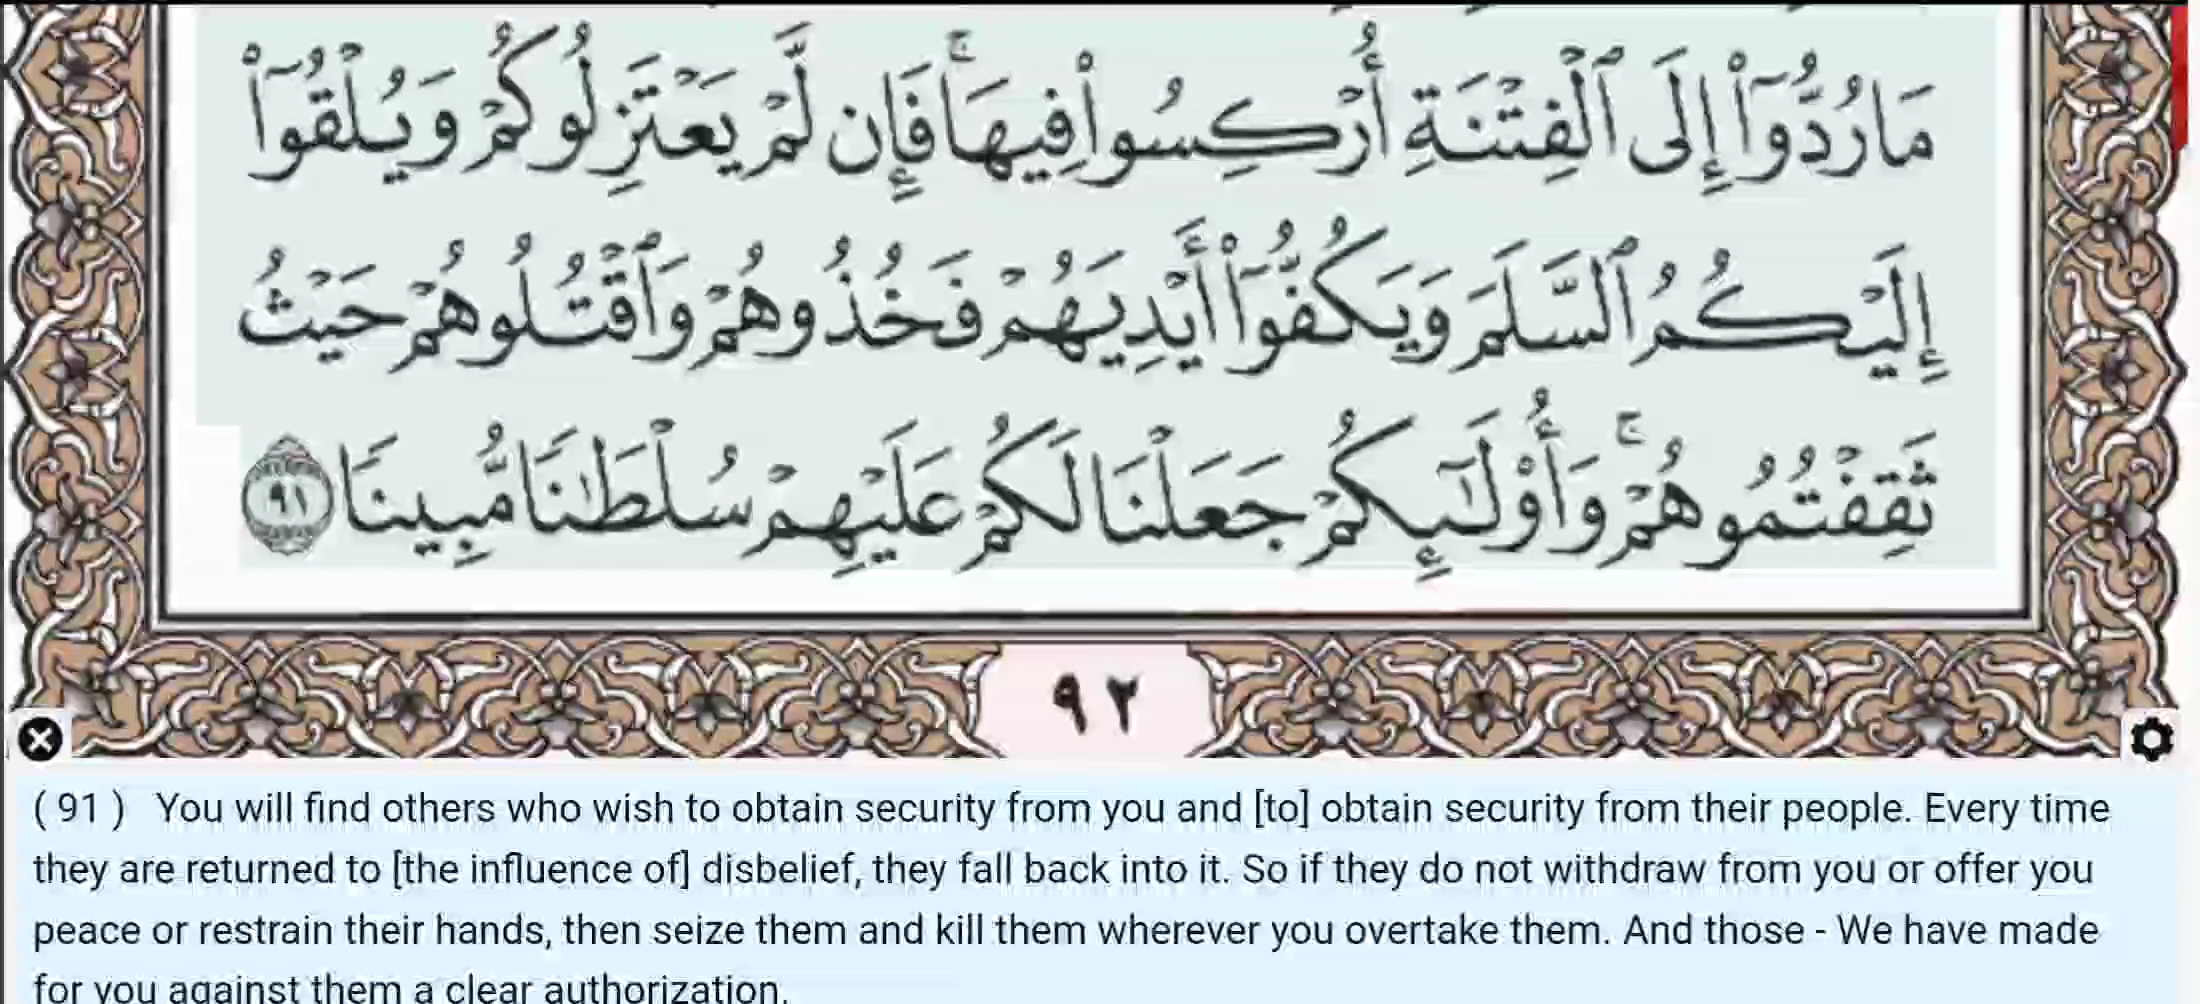 مَا رُدُّوٓا۟ إِلَى ٱلْفِتْنَةِ أُرْكِسُوا۟ فِيهَا ۚ فَإِن لَّمْ يَعْتَزِلُوكُمْ وَيُلْقُوٓا۟
إِلَيْكُمُ ٱلسَّلَمَ وَيَكُفُّوٓا۟ أَيْدِيَهُمْ فَخُذُوهُمْ وَٱقْتُلُوهُمْ حَيْثُ
ثَقِفْتُمُوهُمْ ۚ وَأُو۟لَـٰٓئِكُمْ جَعَلْنَا لَكُمْ عَلَيْهِمْ سُلْطَـٰنًا مُّبِينًا ٩١
٩٢
( 91 ) You will find others who wish to obtain security from you and [to] obtain security from their people. Every time
they are returned to [the influence of] disbelief, they fall back into it. So if they do not withdraw from you or offer you
peace or restrain their hands, then seize them and kill them wherever you overtake them. And those - We have made
for you against them a clear authorization.